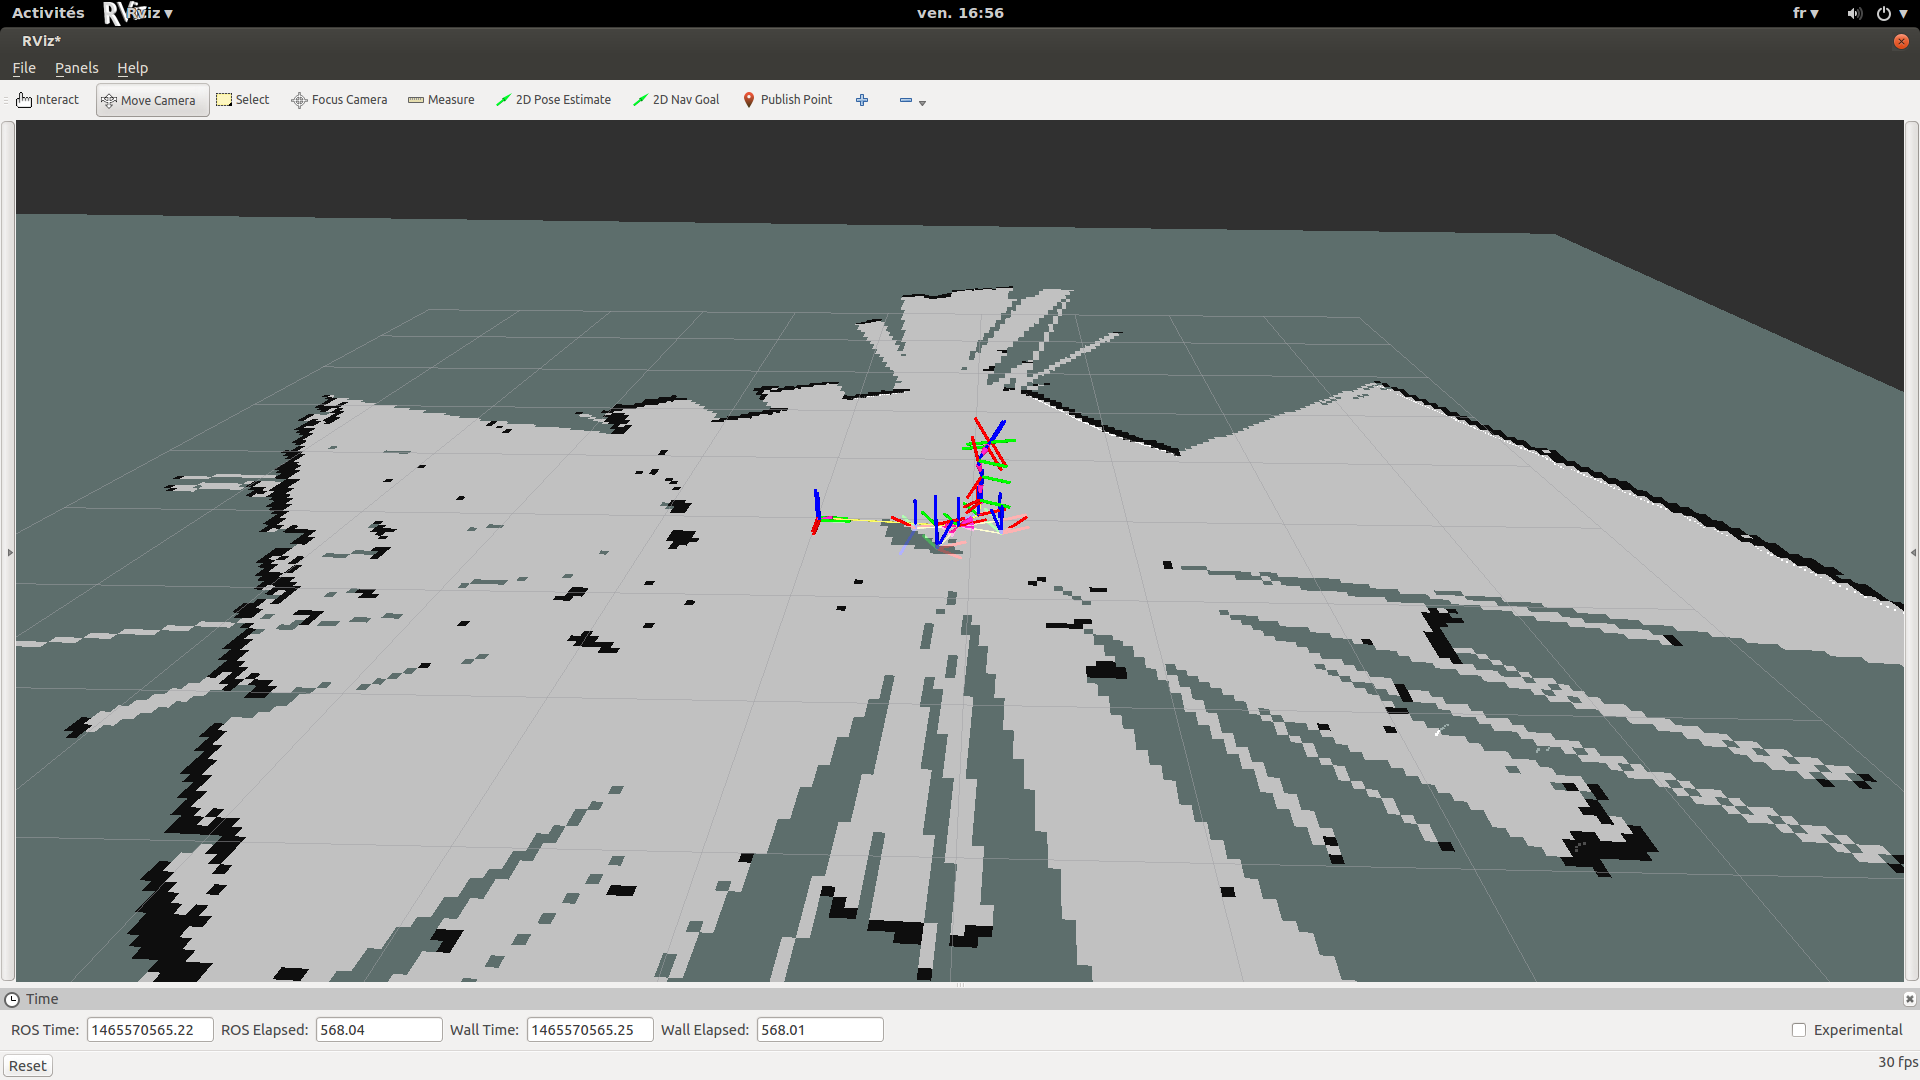 Activités RViz ven. 16:56 fr
RViz*
File Panels Help
Interact Move Camera Select Focus Camera Measure 2D Pose Estimate 2D Nav Goal Publish Point
Time
ROS Time: 1465570565.22 ROS Elapsed: 568.04 Wall Time: 1465570565.25 Wall Elapsed: 568.01 Experimental
Reset 30 fps